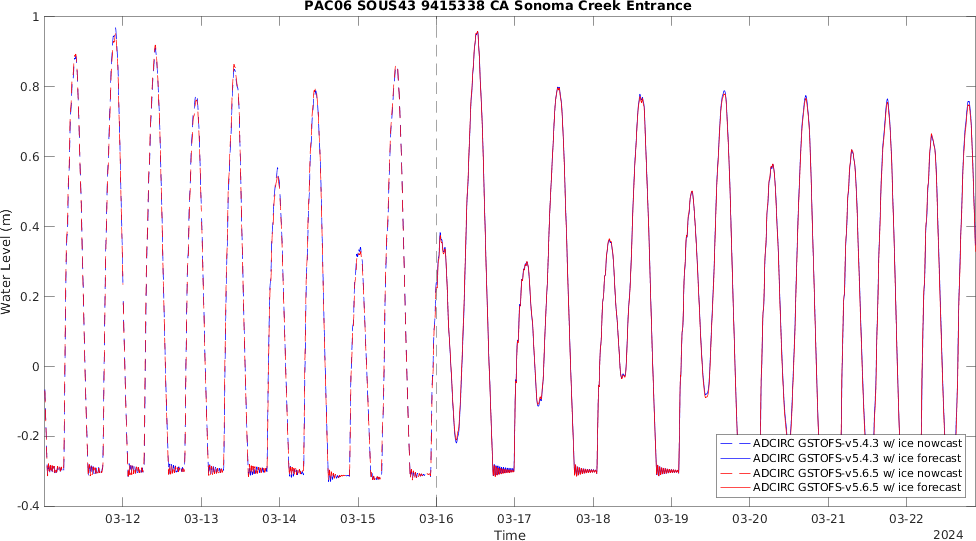 PAC06 SOUS43 9415338 CA Sonoma Creek Entrance
1
0.8
0.6
0.4
0.2
0
-0.2
-0.4
Water Level (m)
ADCIRC GSTOFS-v5.4.3 w/ ice nowcast
ADCIRC GSTOFS-v5.4.3 w/ ice forecast
ADCIRC GSTOFS-v5.6.5 w/ ice nowcast
ADCIRC GSTOFS-v5.6.5 w/ ice forecast
03-12 03-13 03-14 03-15 03-16 03-17 03-18 03-19 03-20 03-21 03-22
Time
2024